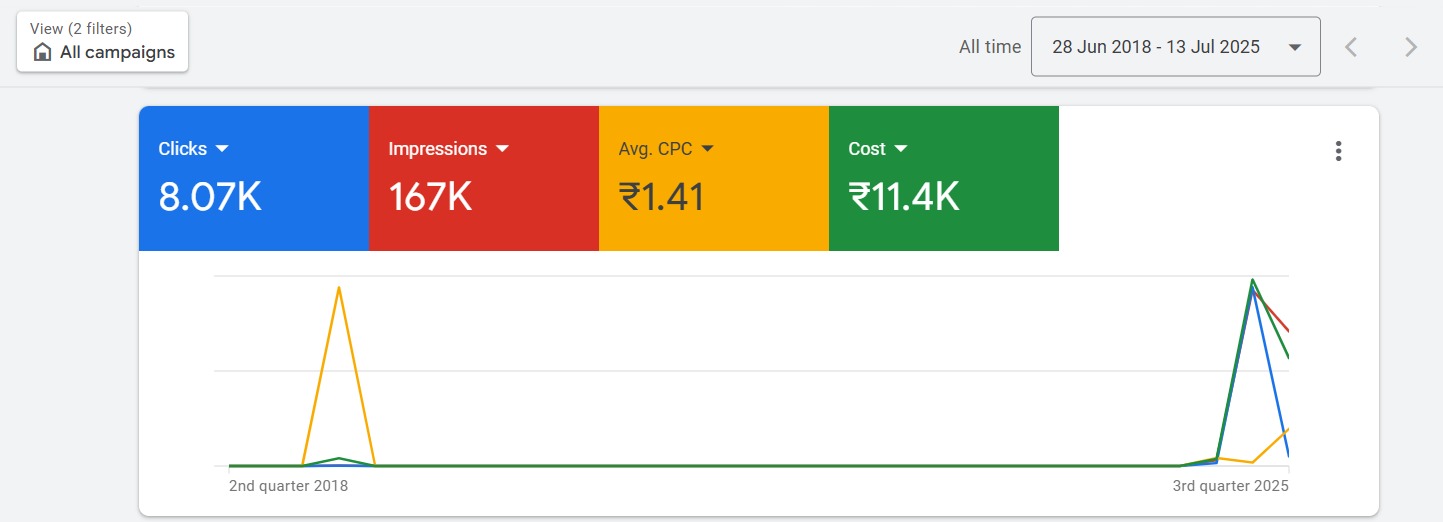 View (2 filters)
All campaigns
All time
28 Jun 2018 - 13 Jul 2025
Clicks
Impressions
Avg. CPC
Cost
8.07K
167K
₹1.41
₹11.4K
2nd quarter 2018
3rd quarter 2025